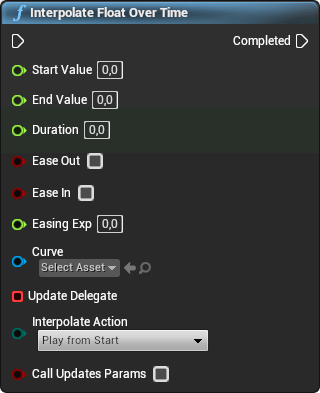 f Interpolate Float Over Time
Completed
Start Value 0,0
End Value 0,0
Duration 0,0
Ease Out
Ease In
Easing Exp 0,0
Curve
Select Asset
Update Delegate
Interpolate Action
Play from Start
Call Updates Params